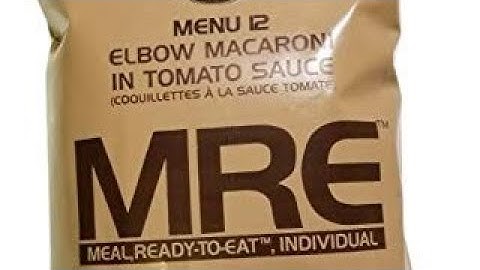 MENU 12
ELBOW MACARONI
IN TOMATO SAUCE
(COQUILLETTES À LA SAUCE TOMATE)
MRE™
MEAL, READY-TO-EAT™, INDIVIDUAL